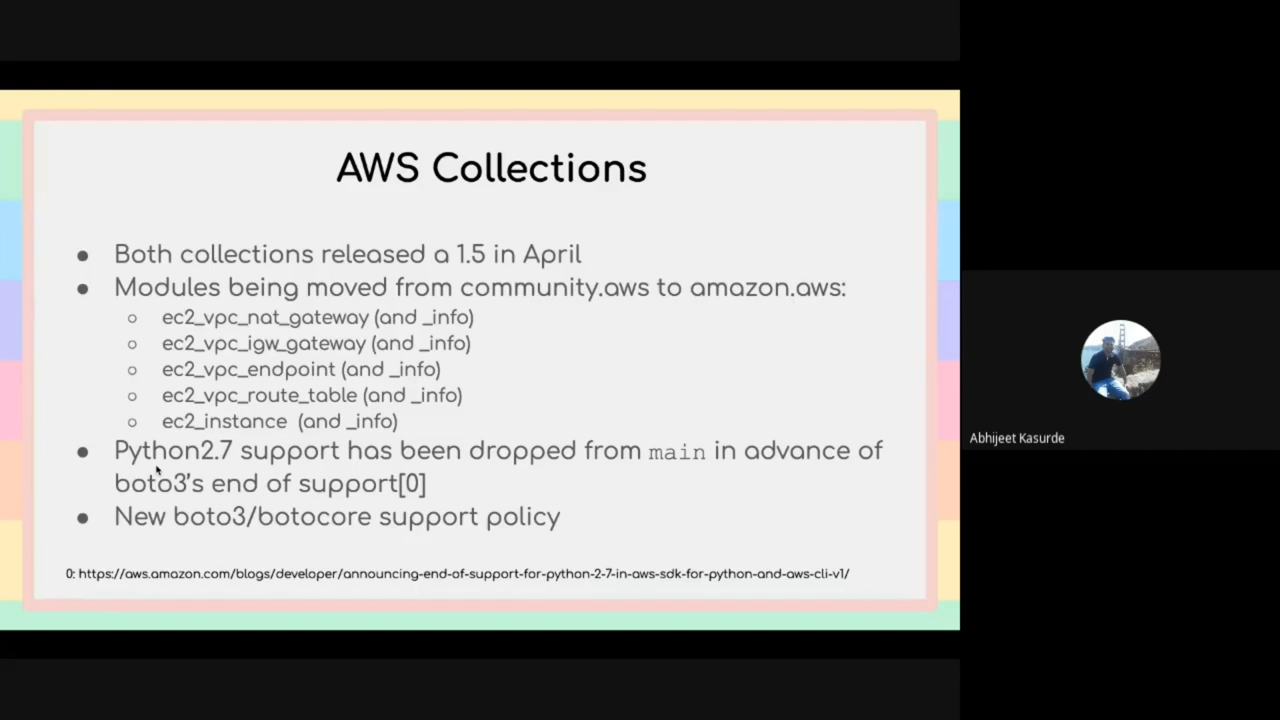 AWS Collections
● Both collections released a 1.5 in April
● Modules being moved from community.aws to amazon.aws:
○ ec2_vpc_nat_gateway (and _info)
○ ec2_vpc_igw_gateway (and _info)
○ ec2_vpc_endpoint (and _info)
○ ec2_vpc_route_table (and _info)
○ ec2_instance (and _info)
● Python2.7 support has been dropped from main in advance of
boto3’s end of support[0]
● New boto3/botocore support policy
0: https://aws.amazon.com/blogs/developer/announcing-end-of-support-for-python-2-7-in-aws-sdk-for-python-and-aws-cli-v1/
Abhijeet Kasurde